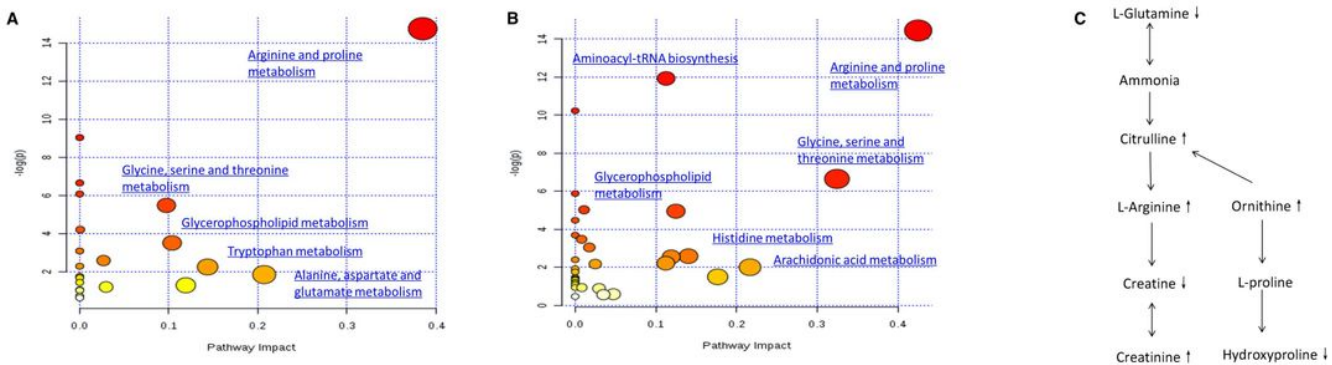 A
14
12
10
8
6
4
2
-log(p)
Arginine and proline
metabolism
Glycine, serine and threonine
metabolism
Glycerophospholipid metabolism
Tryptophan metabolism
Alanine, aspartate and
glutamate metabolism
0.0 0.1 0.2 0.3 0.4
Pathway Impact
B
14
12
10
8
6
4
2
0
-log(p)
Aminoacyl-tRNA biosynthesis
Arginine and proline
metabolism
Glycine, serine and
threonine metabolism
Glycerophospholipid
metabolism
Histidine metabolism
Arachidonic acid metabolism
0.0 0.1 0.2 0.3 0.4
Pathway Impact
C
L-Glutamine ↓
Ammonia
Citrulline ↑
L-Arginine ↑ Ornithine ↑
Creatine ↓ L-proline
Creatinine ↑ Hydroxyproline ↓